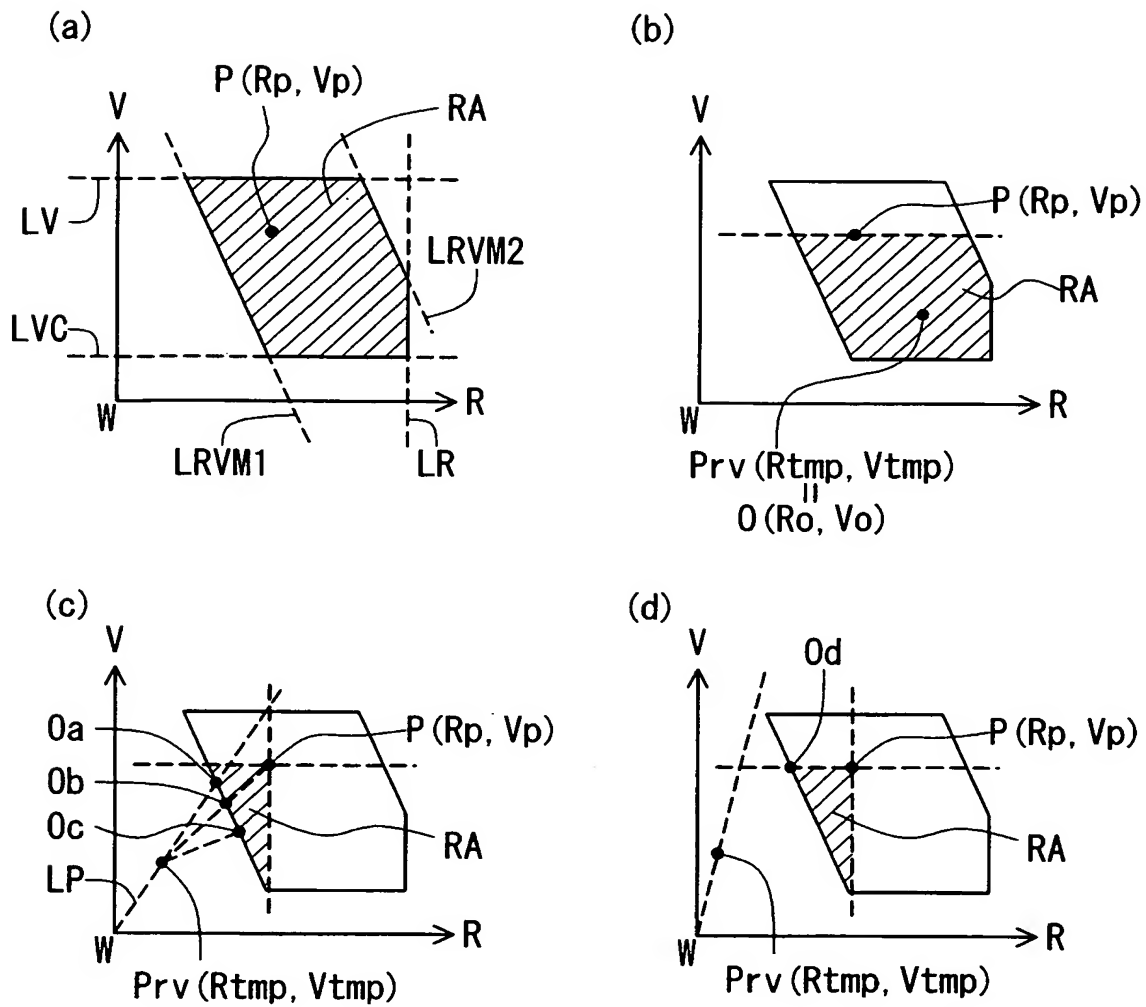 (a)
P(Rp, Vp)
V
RA
LV
LRVM2
LVC
W
R
LRVM1
LR
(b)
V
P(Rp, Vp)
RA
W
R
Prv(Rtmp, Vtmp)
=
O(Ro, Vo)
(c)
V
Oa
P(Rp, Vp)
Ob
Oc
RA
LP
W
R
Prv(Rtmp, Vtmp)
(d)
V
Od
P(Rp, Vp)
RA
W
R
Prv(Rtmp, Vtmp)